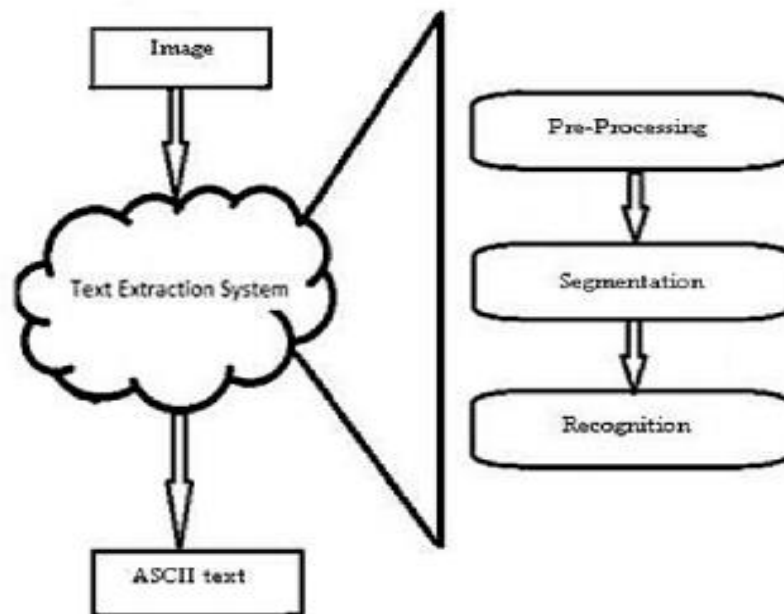 Image
Text Extraction System
ASCII text
Pre-Processing
Segmentation
Recognition